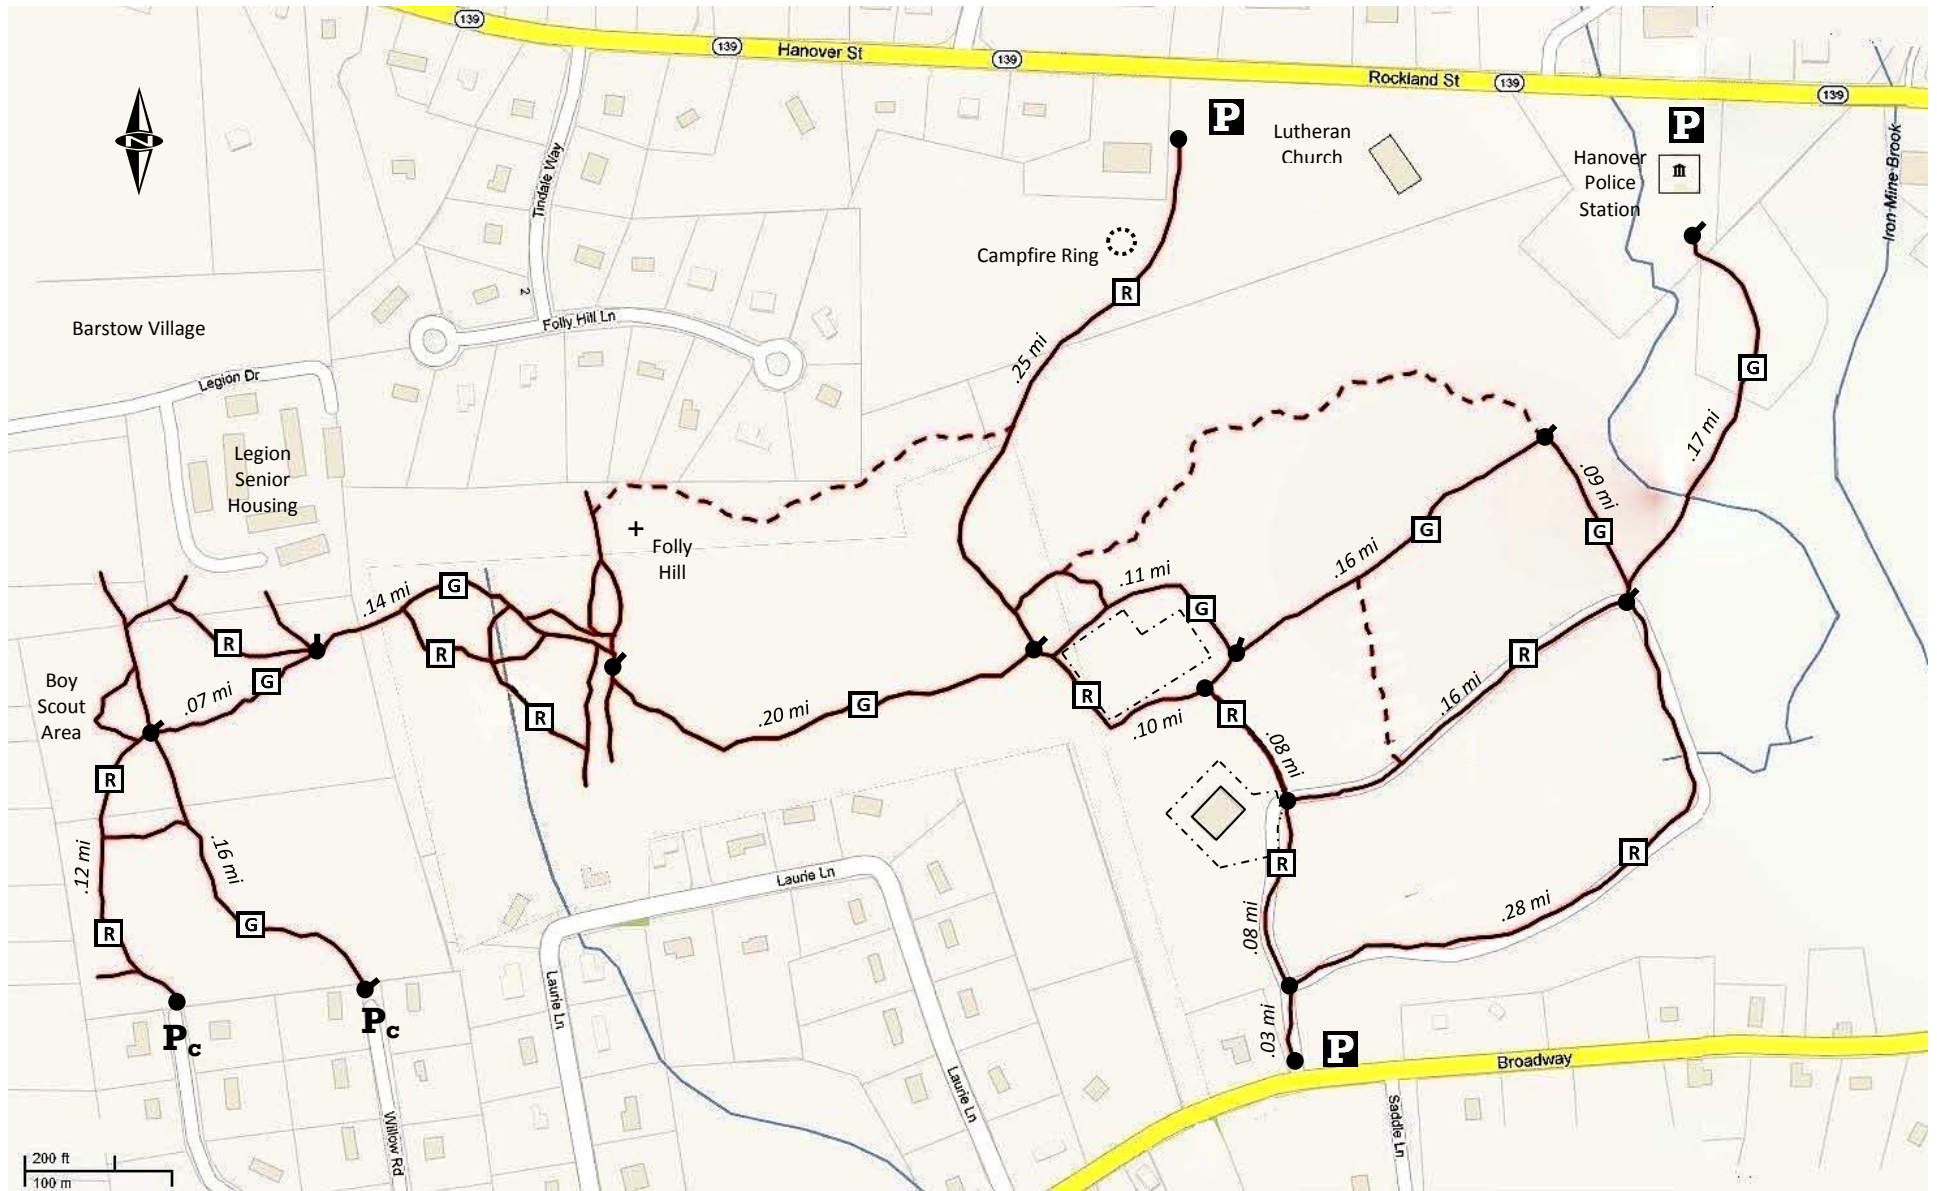 139
Hanover St
139
139
Rockland St
139
139
P
P
Lutheran
Church
Hanover
Police
Station
Iron Mine Brook
N
Tindale Way
Campfire Ring
R
2
Folly Hill Ln
Barstow Village
Legion Dr
.25 mi
G
.17 mi
Legion
Senior
Housing
.09 mi
G
G
+
Folly
Hill
.16 mi
.11 mi
G
.14 mi
G
R
R
R
G
.07 mi
Boy
Scout
Area
R
.20 mi
G
R
.10 mi
R
.08 mi
.16 mi
R
R
.12 mi
.16 mi
R
G
R
R
.08 mi
.28 mi
Laurie Ln
Laurie Ln
Laurie Ln
.03 mi
P
Broadway
Pc
Pc
Willow Rd
Saddle Ln
200 ft
100 m